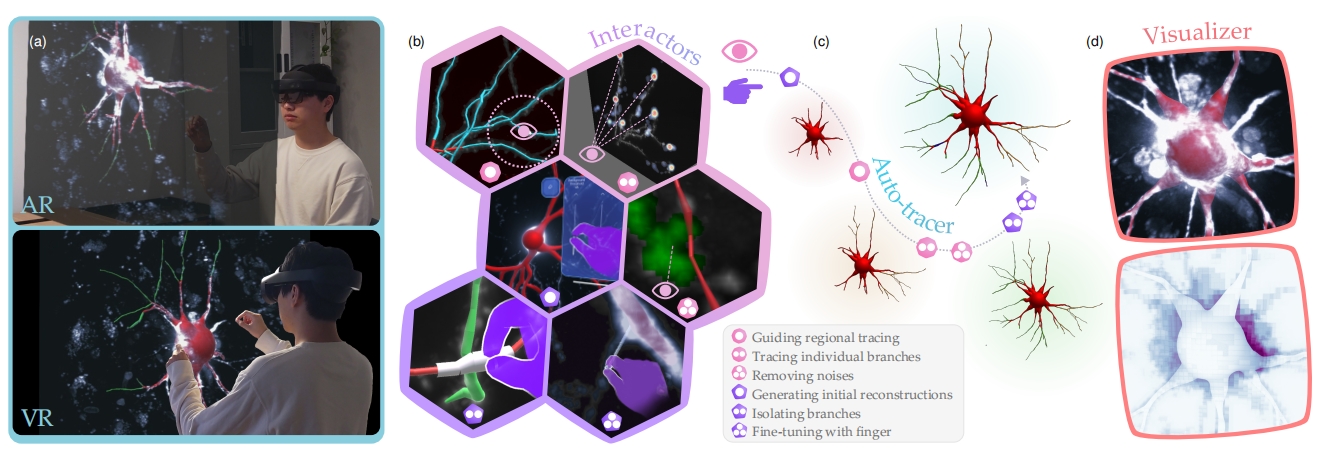 (a)
AR
VR
(b)
Interactors
(c)
Auto-tracer
Guiding regional tracing
Tracing individual branches
Removing noises
Generating initial reconstructions
Isolating branches
Fine-tuning with finger
(d)
Visualizer